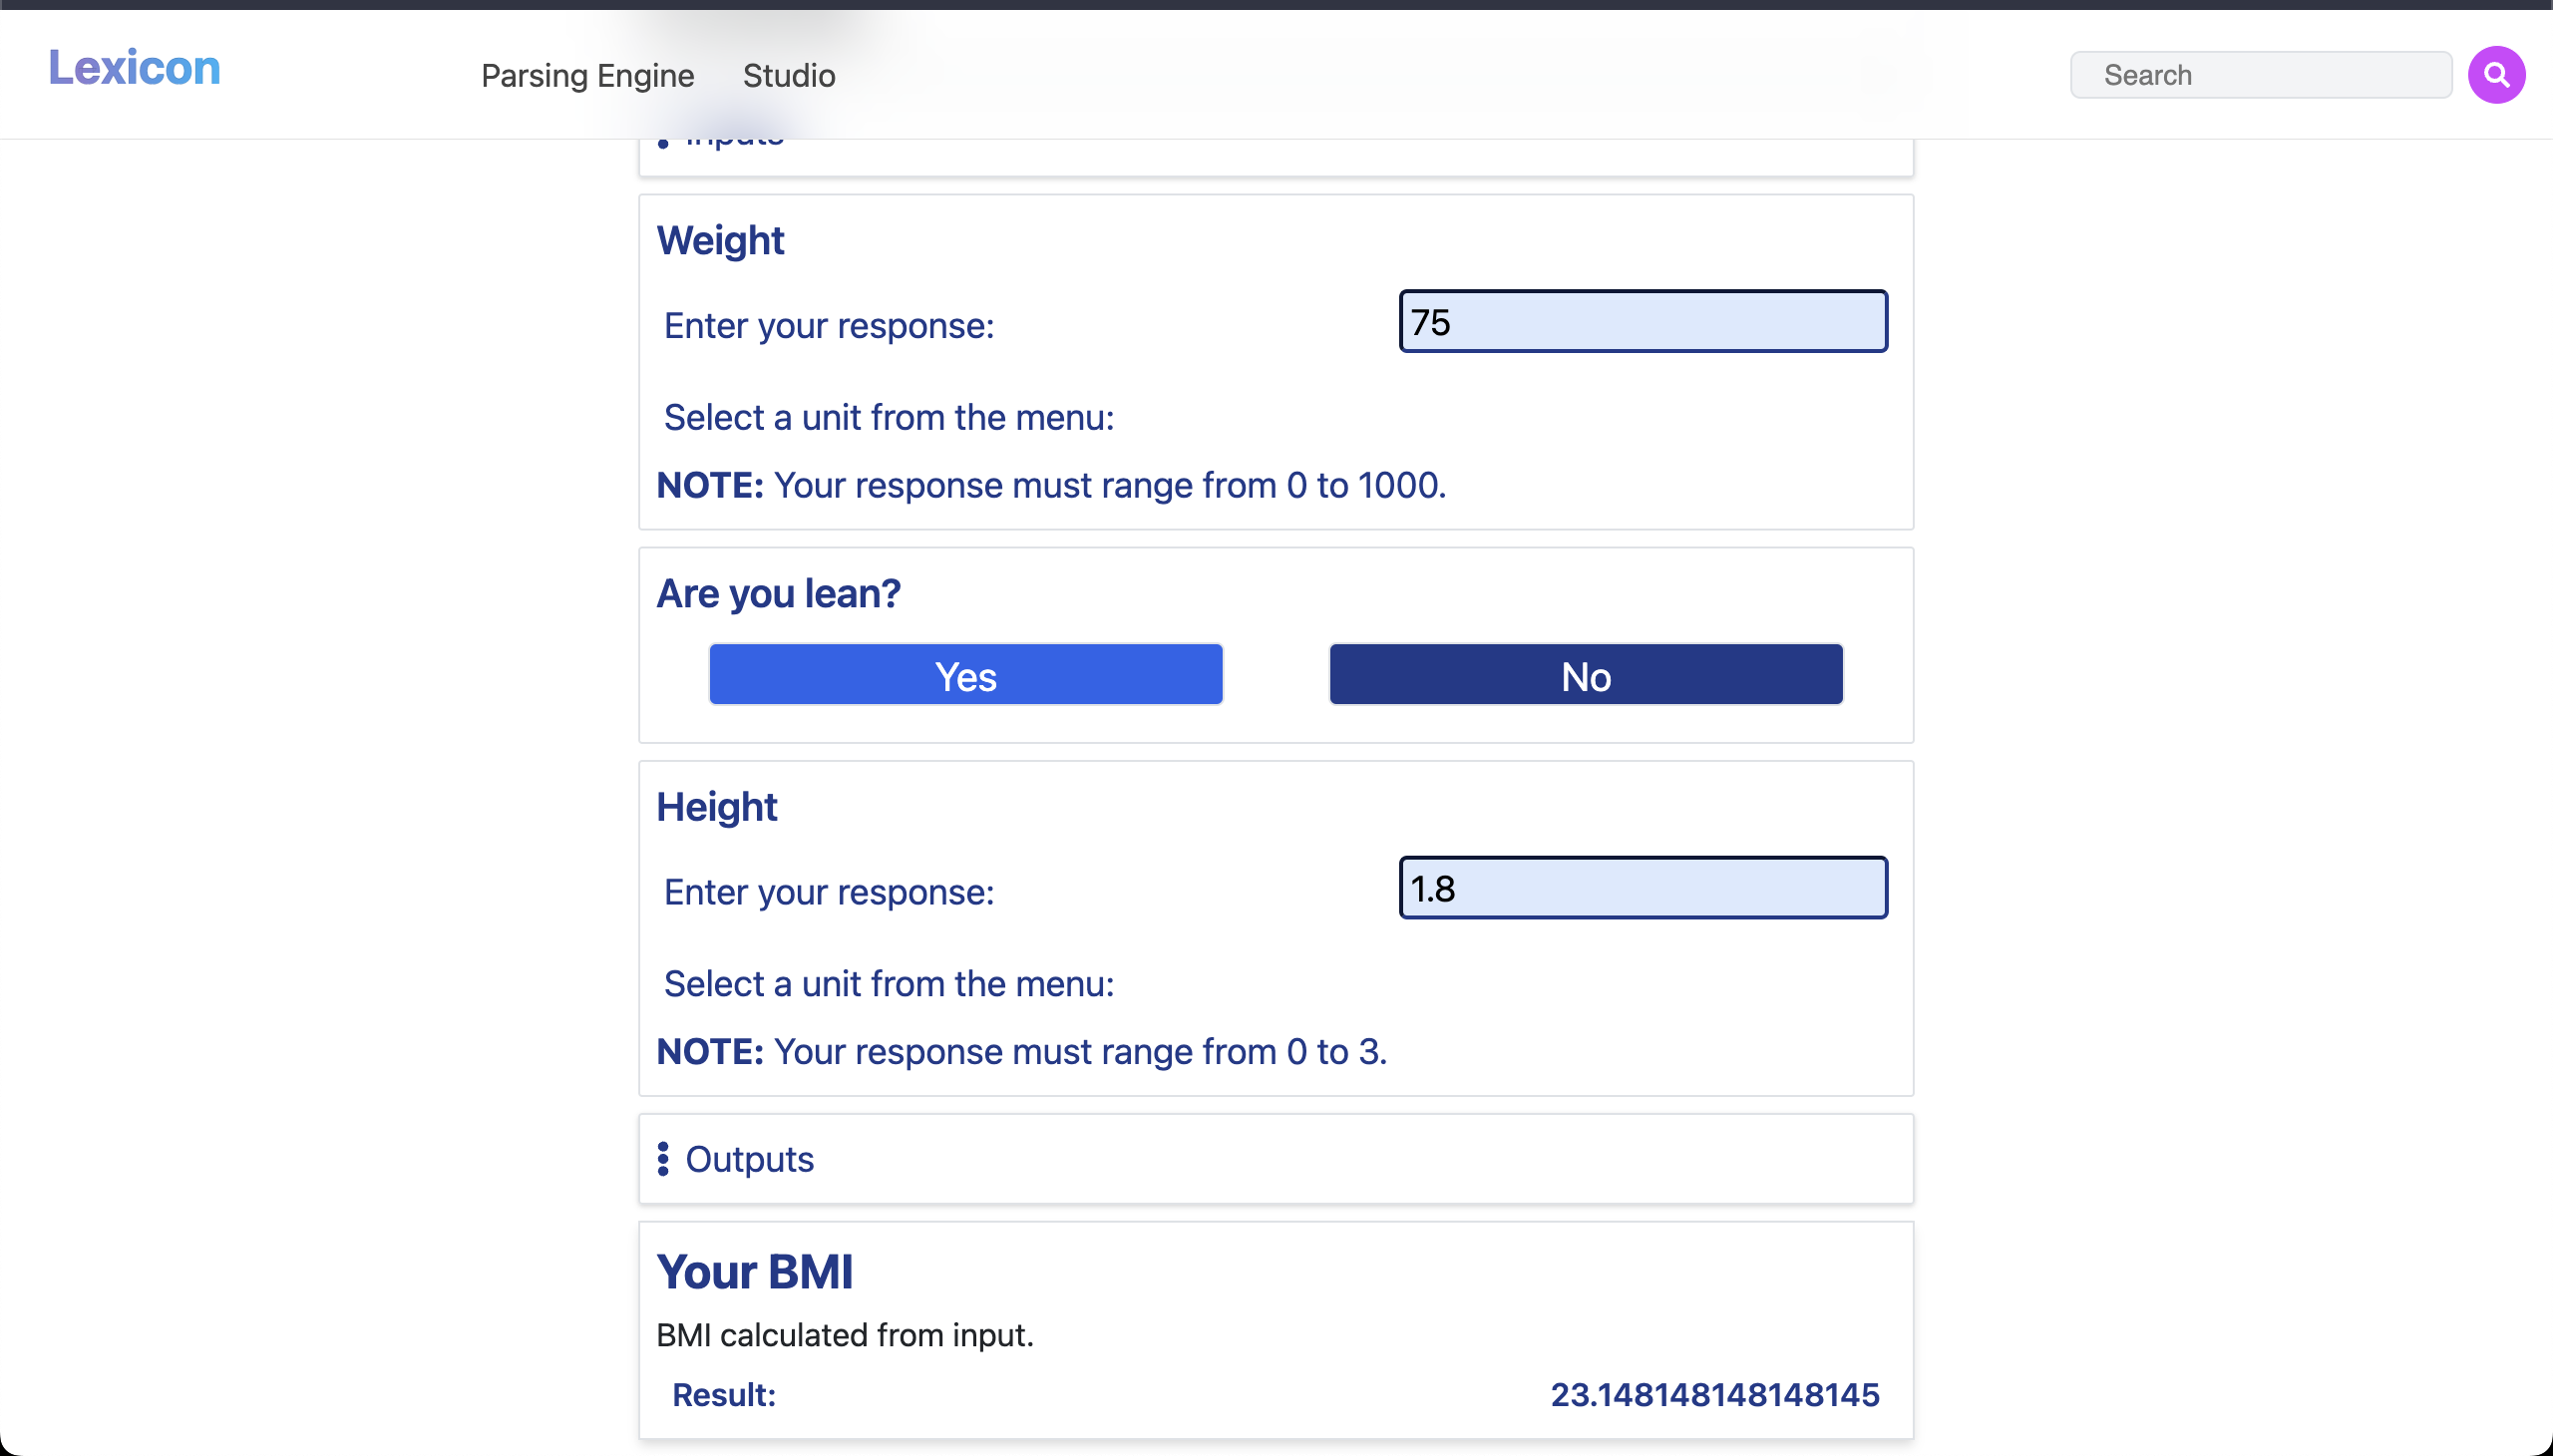 Lexicon
Parsing Engine
Studio
Search
Inputs
Weight
Enter your response:
75
Select a unit from the menu:
NOTE: Your response must range from 0 to 1000.
Are you lean?
Yes
No
Height
Enter your response:
1.8
Select a unit from the menu:
NOTE: Your response must range from 0 to 3.
Outputs
Your BMI
BMI calculated from input.
Result:
23.148148148148145